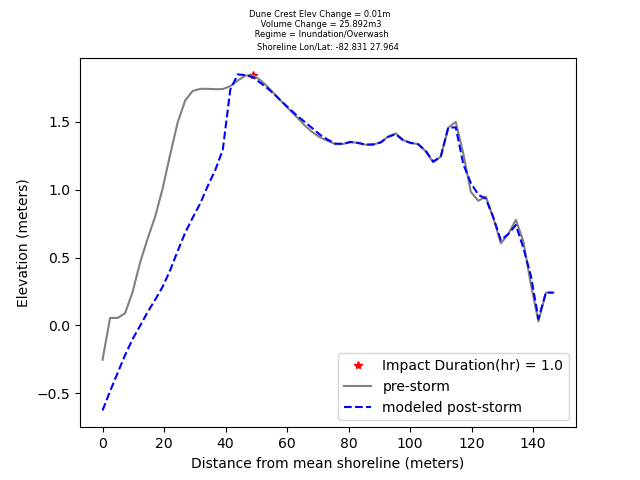 Dune Crest Elev Change = 0.01m
Volume Change = 25.892m3
Regime = Inundation/Overwash
Shoreline Lon/Lat: -82.831 27.964
1.5
1.0
0.5
0.0
−0.5
Elevation (meters)
Impact Duration(hr) = 1.0
pre-storm
modeled post-storm
0 20 40 60 80 100 120 140
Distance from mean shoreline (meters)